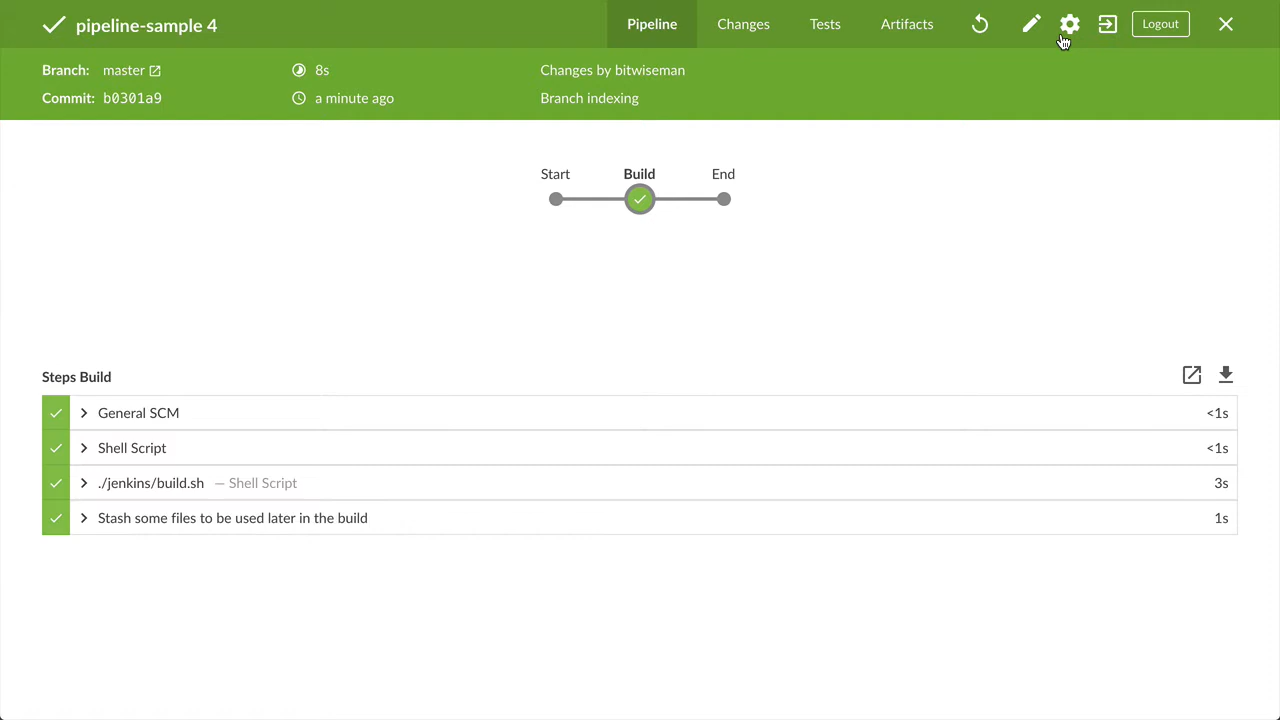 pipeline-sample 4
Pipeline
Changes
Tests
Artifacts
Logout
Branch: master
8s
Changes by bitwiseman
Commit: b0301a9
a minute ago
Branch indexing
Start
Build
End
Steps Build
General SCM
<1s
Shell Script
<1s
./jenkins/build.sh — Shell Script
3s
Stash some files to be used later in the build
1s